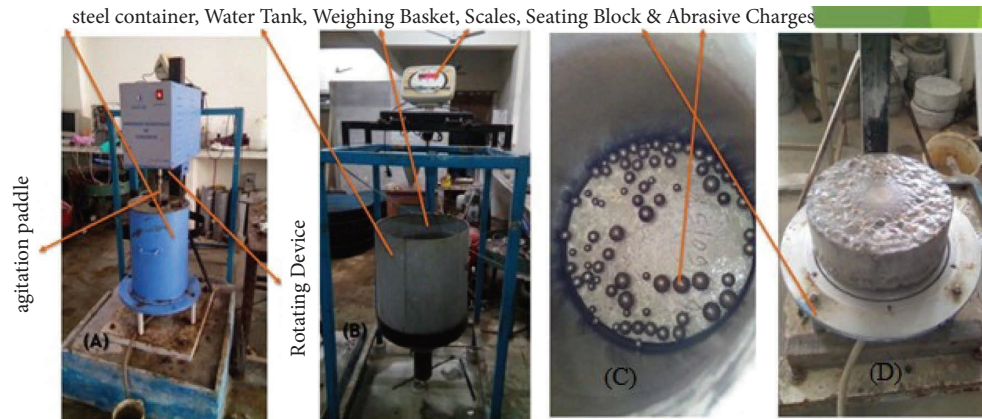 steel container, Water Tank, Weighing Basket, Scales, Seating Block & Abrasive Charges
agitation paddle
Rotating Device
(A)
(B)
(C)
(D)